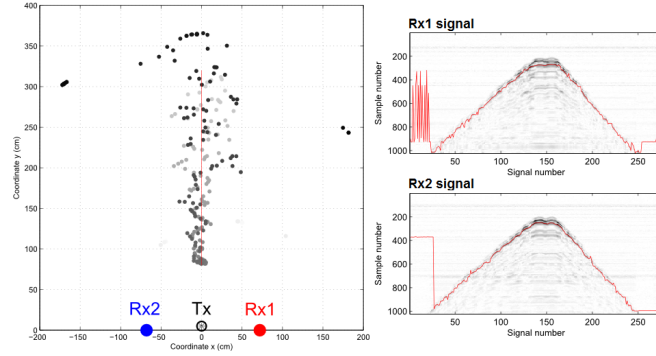 400
350
300
250
200
150
100
50
0
Coordinate y (cm)
Rx2 Tx Rx1
−200 −150 −100 −50 0 50 100 150 200
Coordinate x (cm)
Rx1 signal
200
400
600
800
1000
Sample number
50 100 150 200 250
Signal number
Rx2 signal
200
400
600
800
1000
Sample number
50 100 150 200 250
Signal number